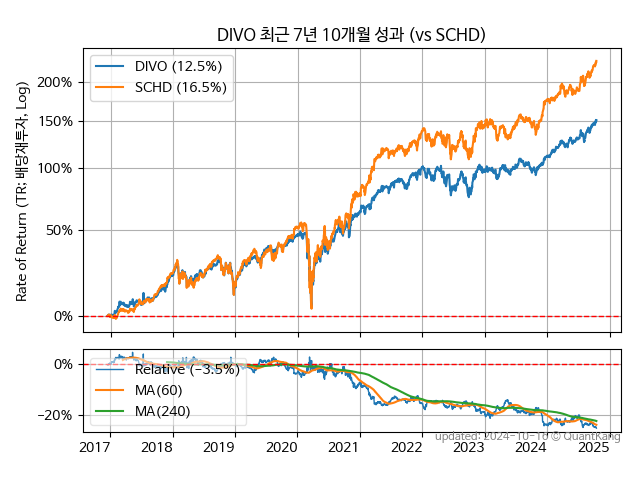 DIVO 최근 7년 10개월 성과 (vs SCHD)
DIVO (12.5%)
SCHD (16.5%)
200%
150%
100%
50%
0%
Rate of Return (TR: 배당재투자, Log)
0%
−20%
Relative (−3.5%)
MA(60)
MA(240)
2017 2018 2019 2020 2021 2022 2023 2024 2025
updated: 2024-10-16 © QuantKang